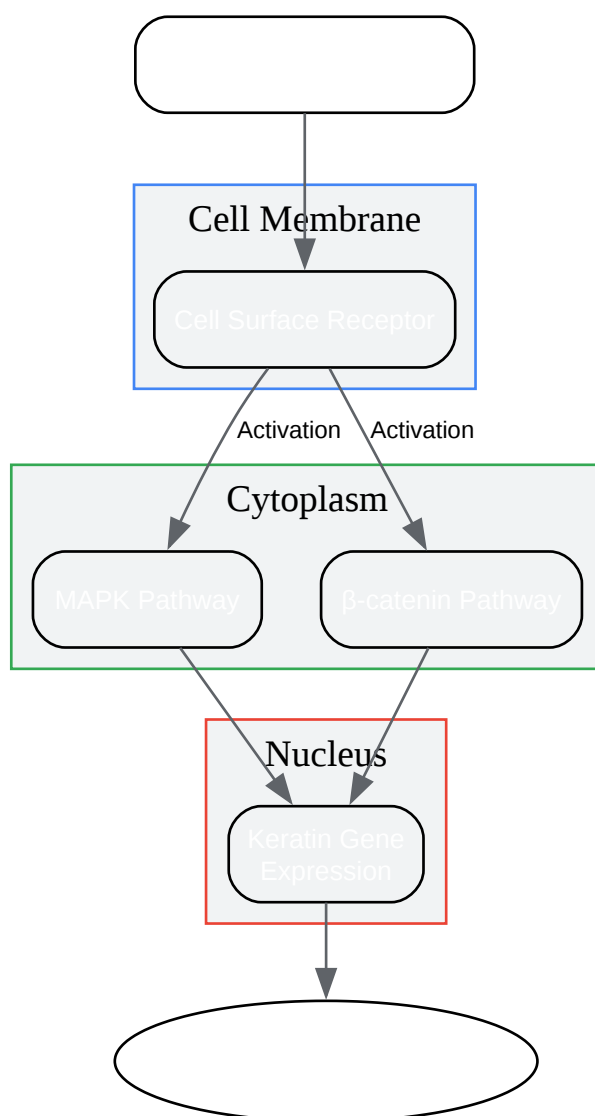 Cell Membrane
Cell Surface Receptor
Activation
Activation
Cytoplasm
MAPK Pathway
β-catenin Pathway
Nucleus
Keratin Gene
Expression